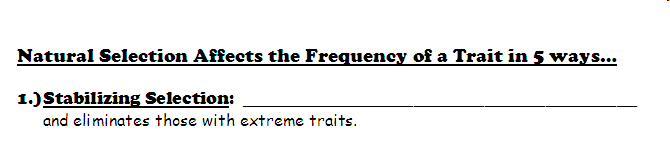 Natural Selection Affects the Frequency of a Trait in 5 ways...
1.) Stabilizing Selection: ____________________________________________
and eliminates those with extreme traits.